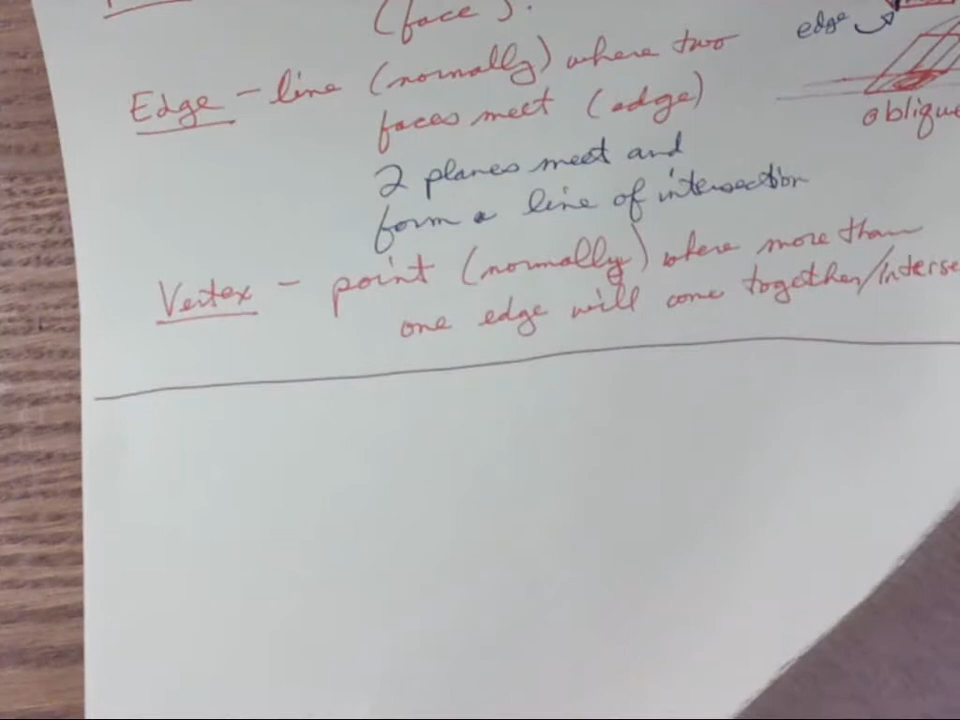 (face).
edge
Edge - line (normally) where two
faces meet (edge)
oblique
2 planes meet and
form a line of intersection
Vertex - point (normally) where more than
one edge will come together/interse